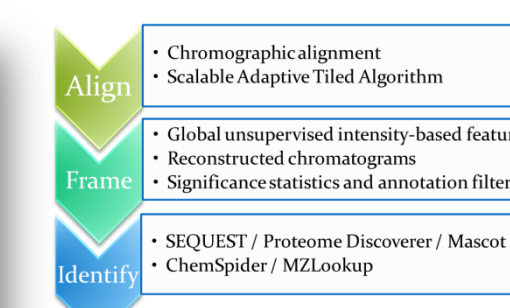 Align
• Chromographic alignment
• Scalable Adaptive Tiled Algorithm
Frame
• Global unsupervised intensity-based featur
• Reconstructed chromatograms
• Significance statistics and annotation filter
Identify
• SEQUEST / Proteome Discoverer / Mascot
• ChemSpider / MZLookup